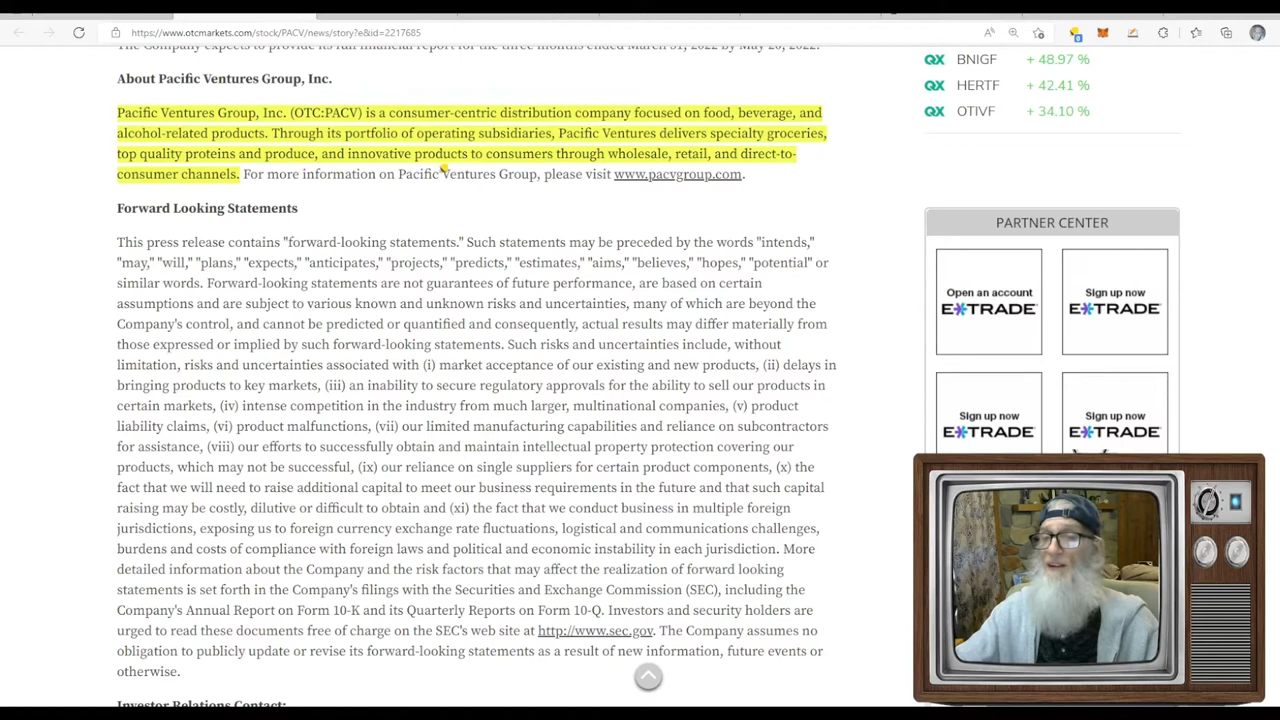 https://www.otcmarkets.com/stock/PACV/news/story?e&id=2217685
The Company expects to provide its full financial report for the three months ended March 31, 2022 by May 20, 2022.
About Pacific Ventures Group, Inc.
Pacific Ventures Group, Inc. (OTC:PACV) is a consumer-centric distribution company focused on food, beverage, and
alcohol-related products. Through its portfolio of operating subsidiaries, Pacific Ventures delivers specialty groceries,
top quality proteins and produce, and innovative products to consumers through wholesale, retail, and direct-to-
consumer channels. For more information on Pacific Ventures Group, please visit www.pacvgroup.com.
Forward Looking Statements
This press release contains "forward-looking statements." Such statements may be preceded by the words "intends,"
"may," "will," "plans," "expects," "anticipates," "projects," "predicts," "estimates," "aims," "believes," "hopes," "potential" or
similar words. Forward-looking statements are not guarantees of future performance, are based on certain
assumptions and are subject to various known and unknown risks and uncertainties, many of which are beyond the
Company's control, and cannot be predicted or quantified and consequently, actual results may differ materially from
those expressed or implied by such forward-looking statements. Such risks and uncertainties include, without
limitation, risks and uncertainties associated with (i) market acceptance of our existing and new products, (ii) delays in
bringing products to key markets, (iii) an inability to secure regulatory approvals for the ability to sell our products in
certain markets, (iv) intense competition in the industry from much larger, multinational companies, (v) product
liability claims, (vi) product malfunctions, (vii) our limited manufacturing capabilities and reliance on subcontractors
for assistance, (viii) our efforts to successfully obtain and maintain intellectual property protection covering our
products, which may not be successful, (ix) our reliance on single suppliers for certain product components, (x) the
fact that we will need to raise additional capital to meet our business requirements in the future and that such capital
raising may be costly, dilutive or difficult to obtain and (xi) the fact that we conduct business in multiple foreign
jurisdictions, exposing us to foreign currency exchange rate fluctuations, logistical and communications challenges,
burdens and costs of compliance with foreign laws and political and economic instability in each jurisdiction. More
detailed information about the Company and the risk factors that may affect the realization of forward looking
statements is set forth in the Company's filings with the Securities and Exchange Commission (SEC), including the
Company's Annual Report on Form 10-K and its Quarterly Reports on Form 10-Q. Investors and security holders are
urged to read these documents free of charge on the SEC's web site at http://www.sec.gov. The Company assumes no
obligation to publicly update or revise its forward-looking statements as a result of new information, future events or
otherwise.
Investor Relations Contact:
QX BNIGF + 48.97 %
QX HERTF + 42.41 %
QX OTIVF + 34.10 %
PARTNER CENTER
Open an account
E*TRADE
Sign up now
E*TRADE
Sign up now
E*TRADE
Sign up now
E*TRADE